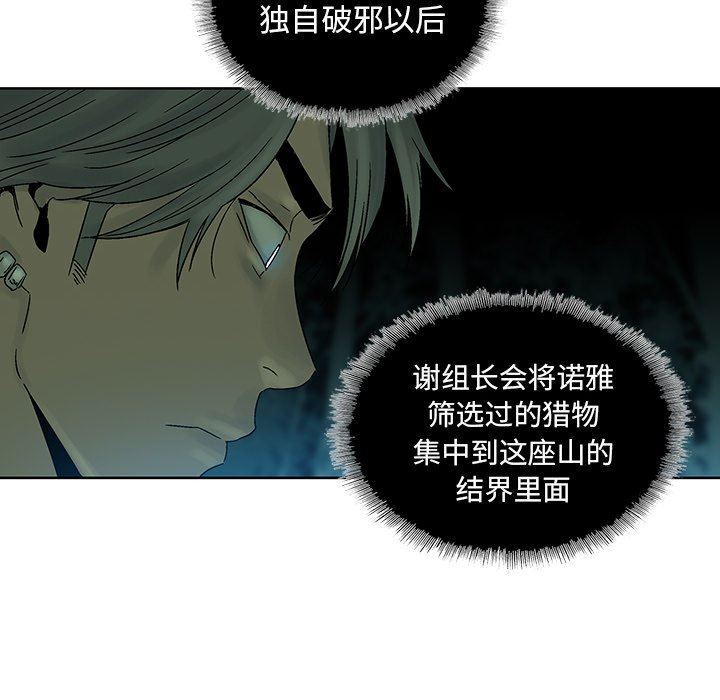 独自破邪以后
谢组长会将诺雅
筛选过的猎物
集中到这座山的
结界里面